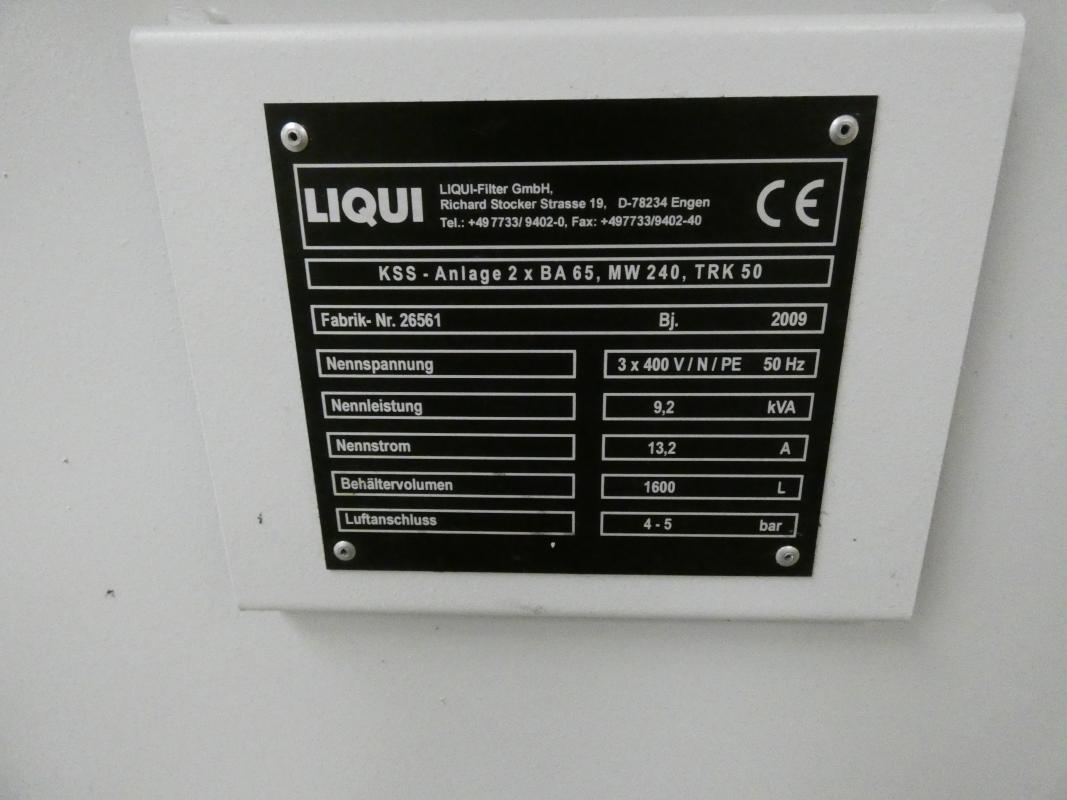 LIQUI
LIQUI-Filter GmbH,
Richard Stocker Strasse 19, D-78234 Engen
Tel.: +49 7733/ 9402-0, Fax: +497733/9402-40
CE
KSS - Anlage 2 x BA 65, MW 240, TRK 50
Fabrik- Nr. 26561 Bj. 2009
Nennspannung 3 x 400 V / N / PE 50 Hz
Nennleistung 9,2 kVA
Nennstrom 13,2 A
Behältervolumen 1600 L
Luftanschluss 4 - 5 bar